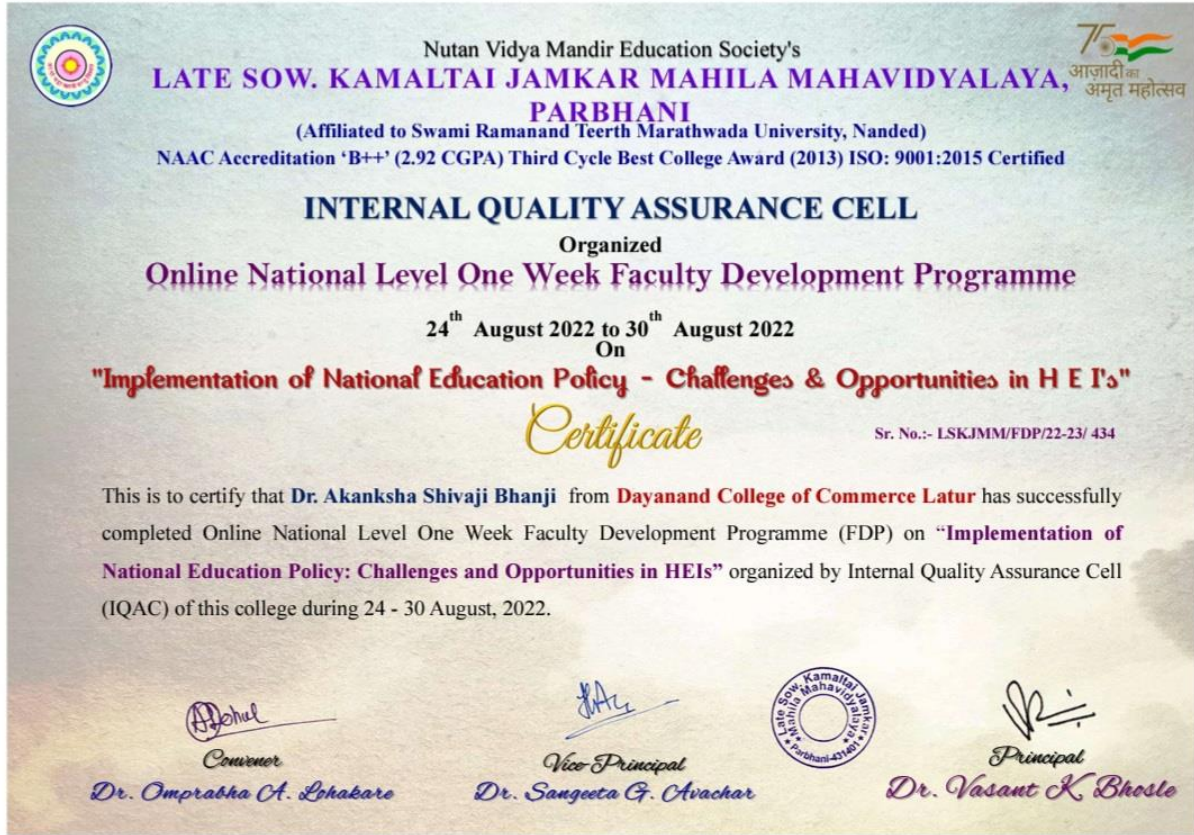 Nutan Vidya Mandir Education Society's
LATE SOW. KAMALTAI JAMKAR MAHILA MAHAVIDYALAYA,
PARBHANI
75
आज़ादी का
अमृत महोत्सव
(Affiliated to Swami Ramanand Teerth Marathwada University, Nanded)
NAAC Accreditation ‘B++’ (2.92 CGPA) Third Cycle Best College Award (2013) ISO: 9001:2015 Certified
INTERNAL QUALITY ASSURANCE CELL
Organized
Online National Level One Week Faculty Development Programme
24th August 2022 to 30th August 2022
On
"Implementation of National Education Policy - Challenges & Opportunities in H E I's"
Certificate
Sr. No.:- LSKJMM/FDP/22-23/ 434
This is to certify that Dr. Akanksha Shivaji Bhanji from Dayanand College of Commerce Latur has successfully
completed Online National Level One Week Faculty Development Programme (FDP) on “Implementation of
National Education Policy: Challenges and Opportunities in HEIs” organized by Internal Quality Assurance Cell
(IQAC) of this college during 24 - 30 August, 2022.
Late Sow. Kamaltai Jamkar
Mahila Mahavidyalaya
Parbhani-431401
Convener
Dr. Omprabha A. Lohakare
Vice-Principal
Dr. Sangeeta G. Avachar
Principal
Dr. Vasant K. Bhosle